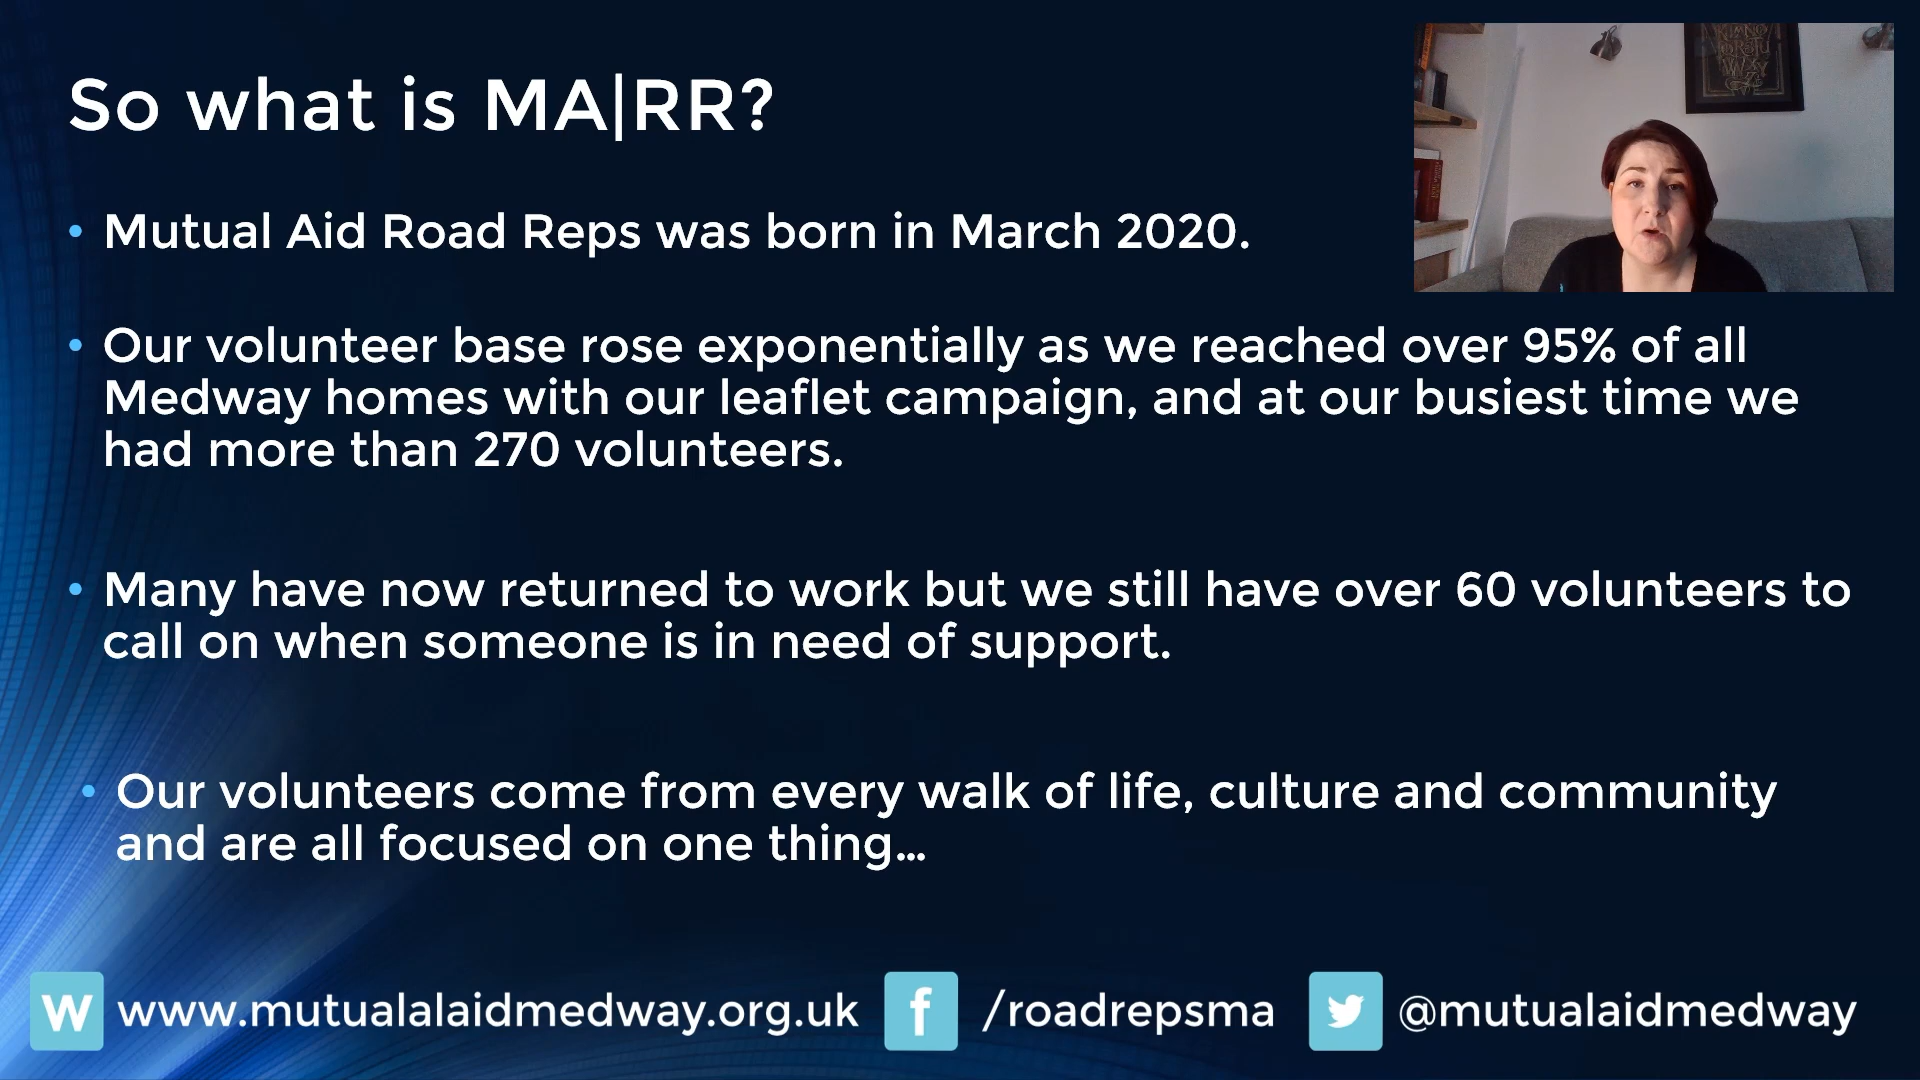 So what is MA|RR?
• Mutual Aid Road Reps was born in March 2020.
• Our volunteer base rose exponentially as we reached over 95% of all
Medway homes with our leaflet campaign, and at our busiest time we
had more than 270 volunteers.
• Many have now returned to work but we still have over 60 volunteers to
call on when someone is in need of support.
• Our volunteers come from every walk of life, culture and community
and are all focused on one thing...
W www.mutualalaidmedway.org.uk f /roadrepsma @mutualaidmedway